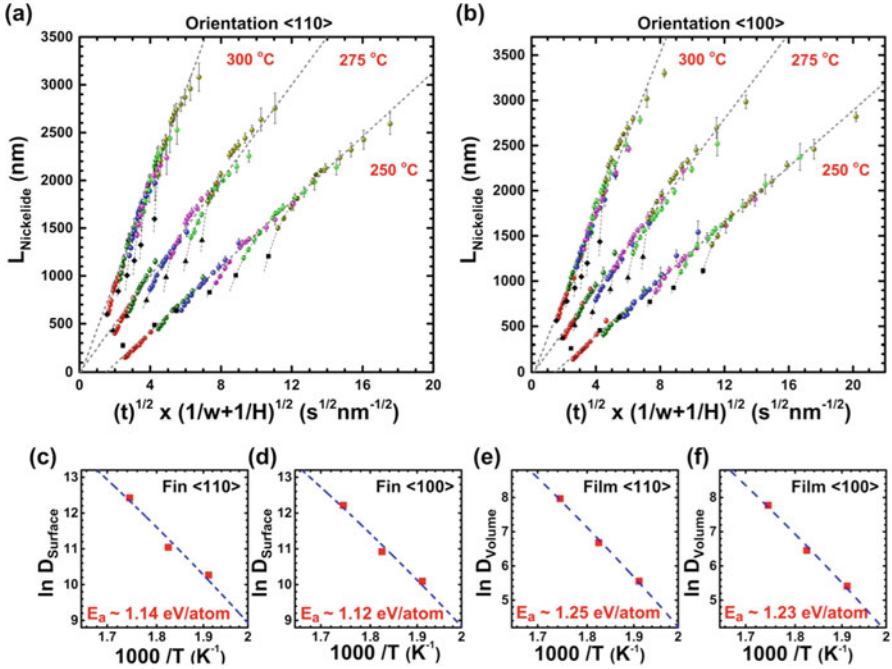 (a)
Orientation <110>
300 °C
275 °C
250 °C
L_Nickelide (nm)
3500
3000
2500
2000
1500
1000
500
0
0 4 8 12 16 20
(t)^1/2 x (1/w+1/H)^1/2 (s^1/2nm^-1/2)
(b)
Orientation <100>
300 °C
275 °C
250 °C
L_Nickelide (nm)
3500
3000
2500
2000
1500
1000
500
0
0 4 8 12 16 20
(t)^1/2 x (1/w+1/H)^1/2 (s^1/2nm^-1/2)
(c)
Fin <110>
ln D_Surface
13
12
11
10
9
E_a ~ 1.14 eV/atom
1.7 1.8 1.9 2
1000 /T (K^-1)
(d)
Fin <100>
ln D_Surface
13
12
11
10
9
E_a ~ 1.12 eV/atom
1.7 1.8 1.9 2
1000 /T (K^-1)
(e)
Film <110>
ln D_Volume
8
7
6
5
E_a ~ 1.25 eV/atom
1.7 1.8 1.9 2
1000 /T (K^-1)
(f)
Film <100>
ln D_Volume
8
7
6
5
E_a ~ 1.23 eV/atom
1.7 1.8 1.9 2
1000 /T (K^-1)